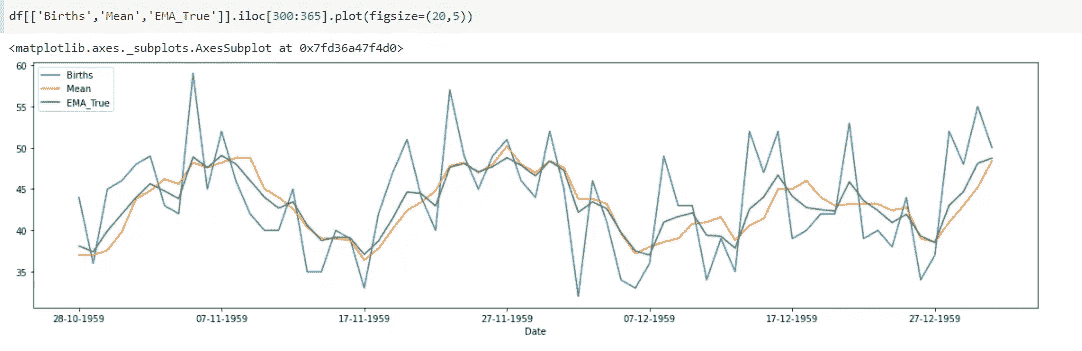 df[['Births','Mean','EMA_True']].iloc[300:365].plot(figsize=(20,5))
<matplotlib.axes._subplots.AxesSubplot at 0x7fd36a47f4d0>
60
55
50
45
40
35
Births
Mean
EMA_True
28-10-1959 07-11-1959 17-11-1959 27-11-1959 07-12-1959 17-12-1959 27-12-1959
Date